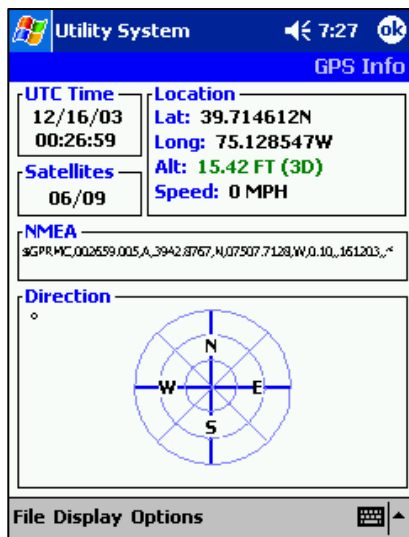 Utility System 7:27 ok
GPS Info
UTC Time
12/16/03
00:26:59
Satellites
06/09
Location
Lat: 39.714612N
Long: 75.128547W
Alt: 15.42 FT (3D)
Speed: 0 MPH
NMEA
$GPRMC,002659.005,A,3942.8767,N,07507.7128,W,0.10,,161203,,*
Direction
°
N
W E
S
File Display Options